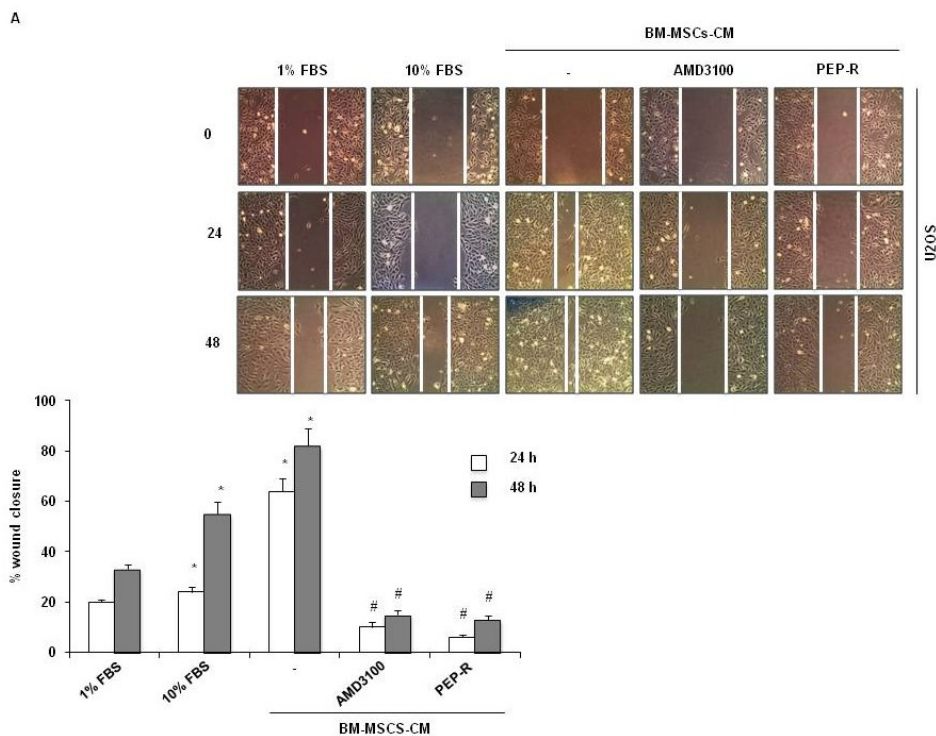 A
BM-MSCs-CM
1% FBS 10% FBS - AMD3100 PEP-R
0
24
48
U2OS
% wound closure
100
80
60
40
20
0
* * * *
# # # #
24 h
48 h
1% FBS 10% FBS - AMD3100 PEP-R
BM-MSCS-CM